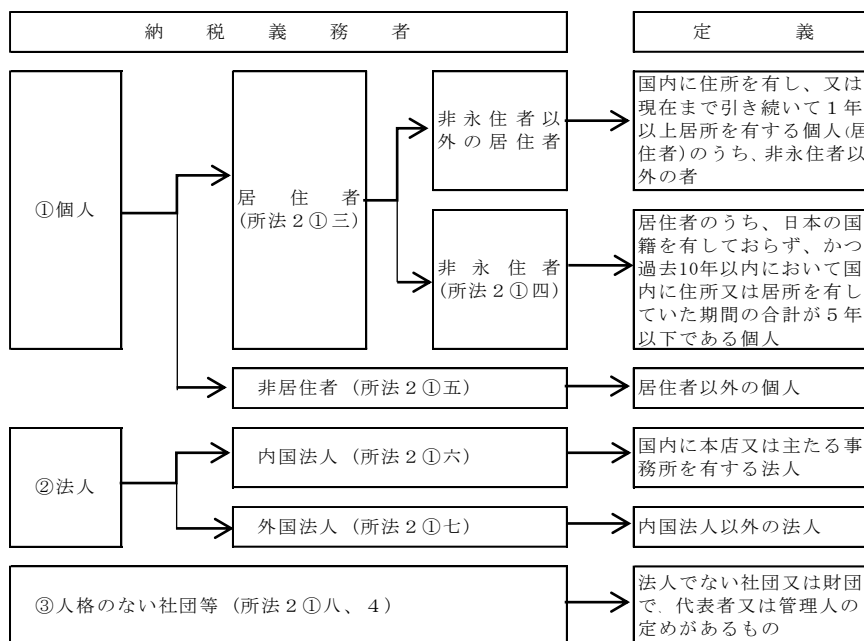 納税義務者
定義
①個人
居住者
(所法２①三)
非永住者以
外の居住者
国内に住所を有し、又は
現在まで引き続いて１年
以上居所を有する個人(居
住者)のうち、非永住者以
外の者
非永住者
(所法２①四)
居住者のうち、日本の国
籍を有しておらず、かつ
過去10年以内において国
内に住所又は居所を有し
ていた期間の合計が５年
以下である個人
非居住者 (所法２①五)
居住者以外の個人
②法人
内国法人 (所法２①六)
国内に本店又は主たる事
務所を有する法人
外国法人 (所法２①七)
内国法人以外の法人
③人格のない社団等 (所法２①八、４)
法人でない社団又は財団
で、代表者又は管理人の
定めがあるもの